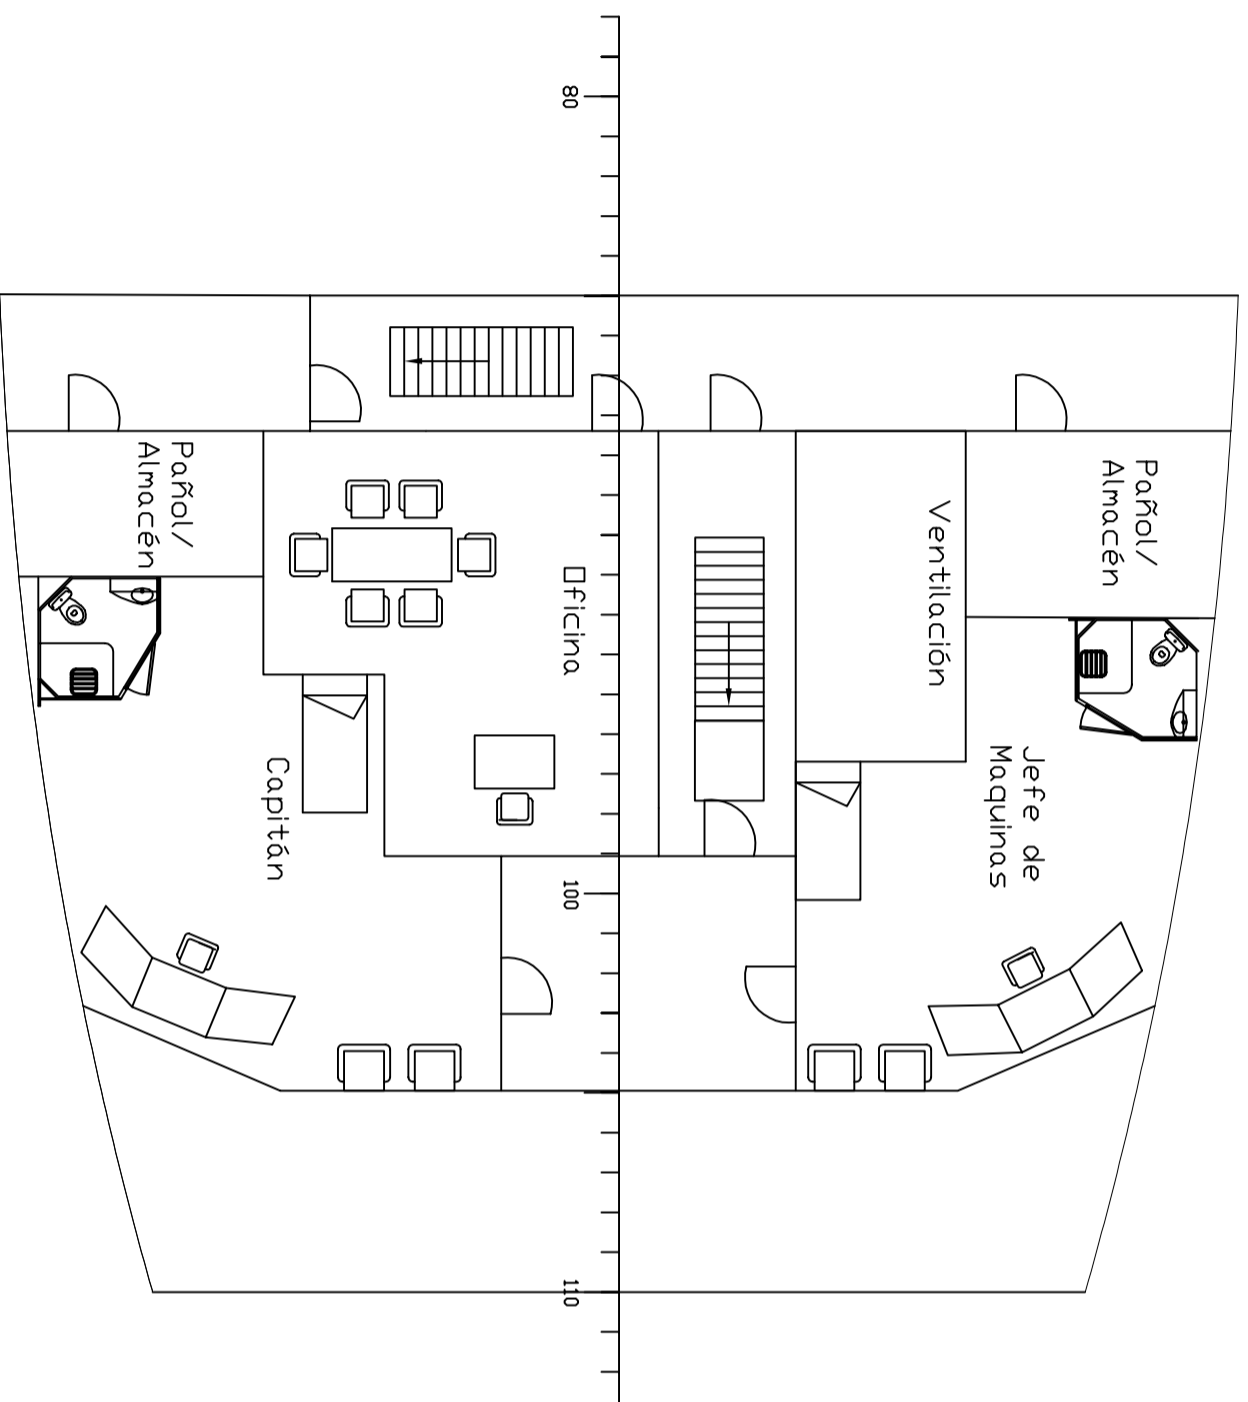 80
Pañol/
Almacén
Pañol/
Almacén
Ventilación
Oficina
Capitán
Jefe de
Maquinas
100
110